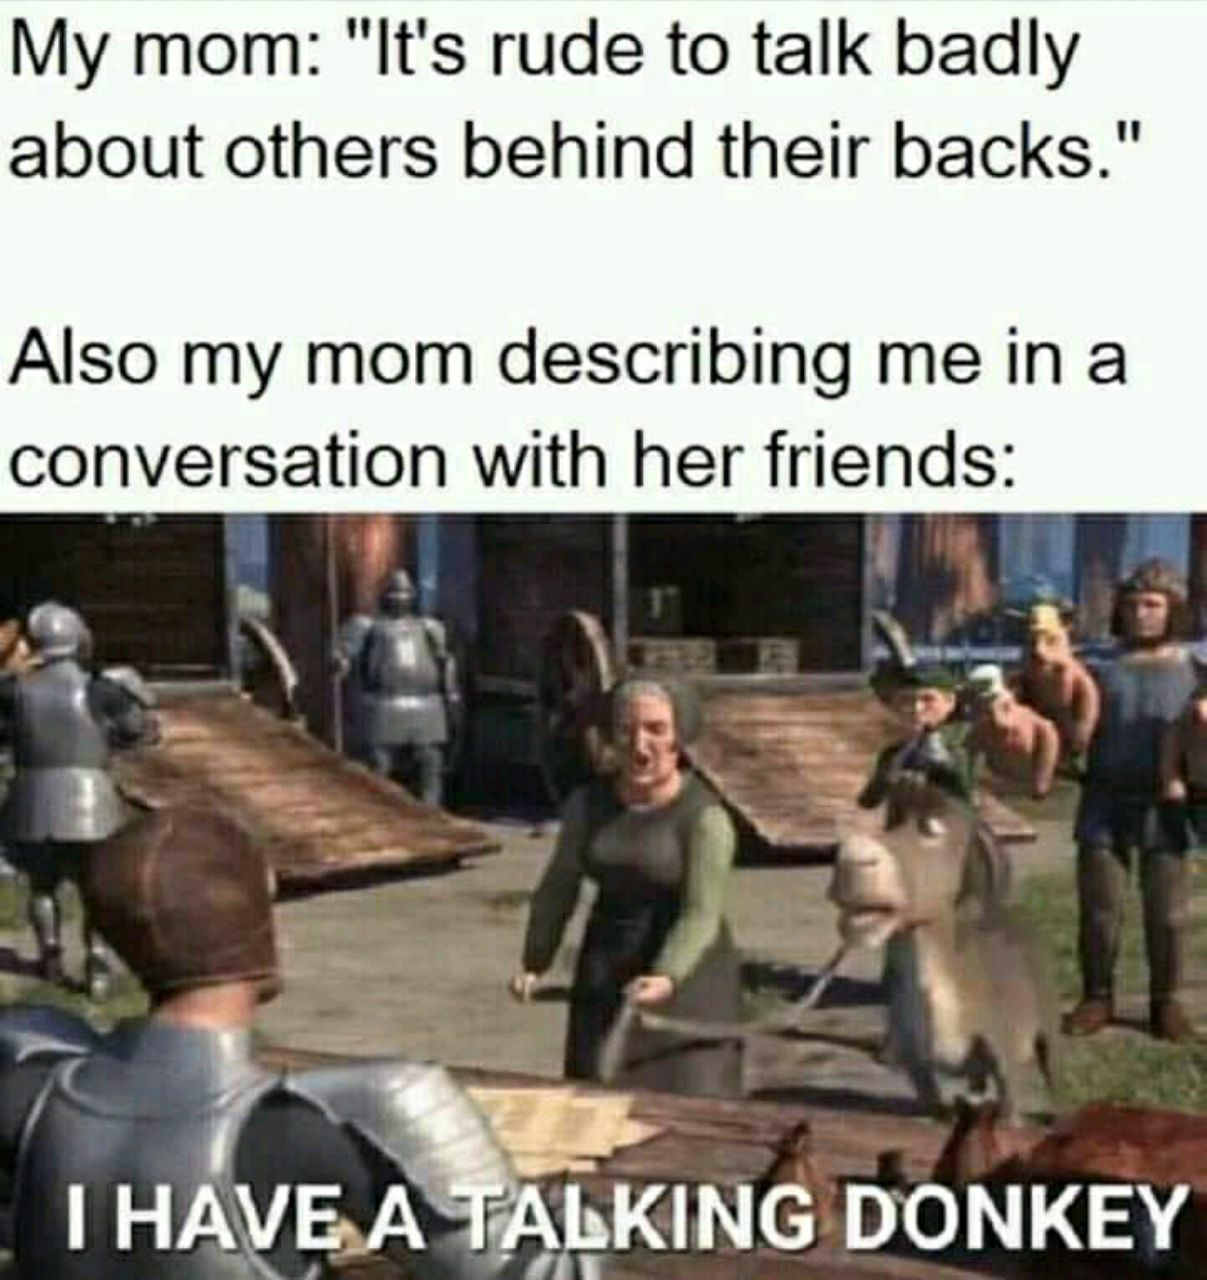 My mom: "It's rude to talk badly
about others behind their backs."
Also my mom describing me in a
conversation with her friends:
I HAVE A TALKING DONKEY